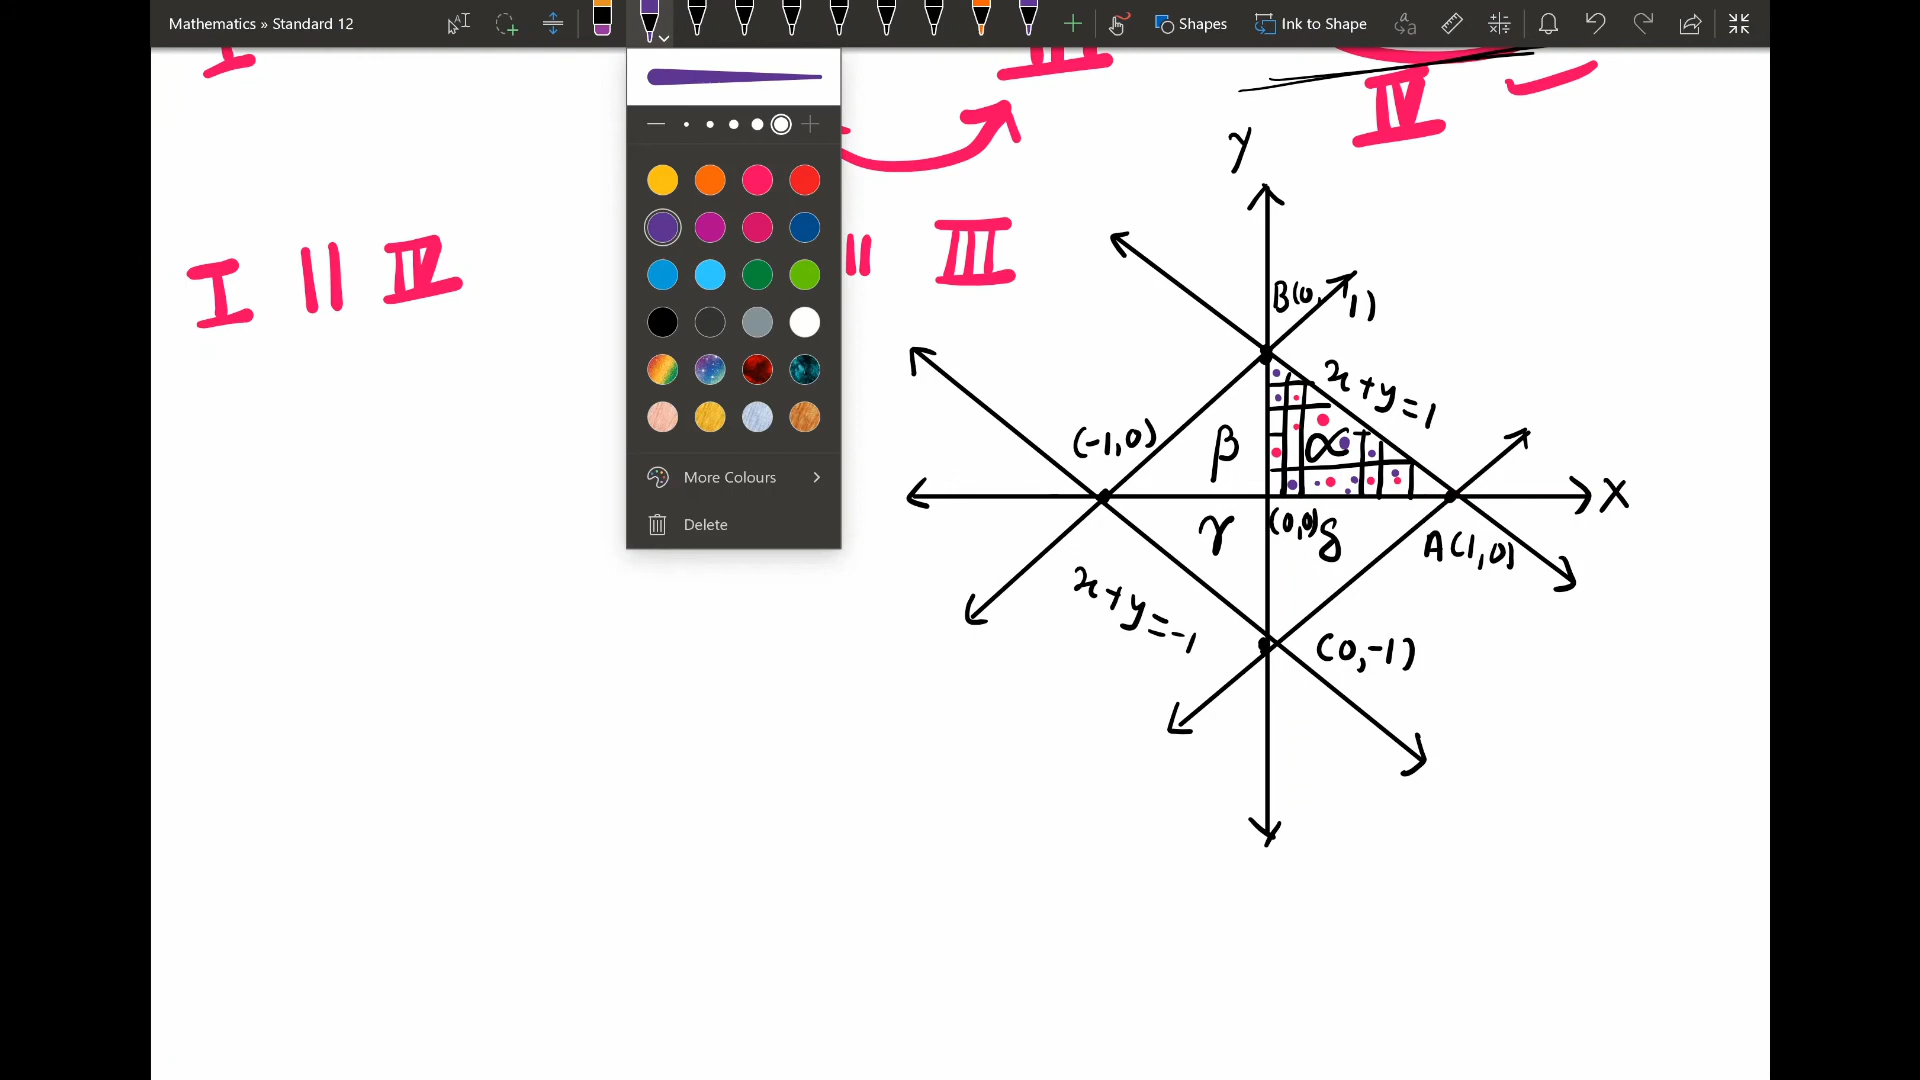 Mathematics » Standard 12
Shapes
Ink to Shape
I
III
IV
y
I || IV
|| III
B(0, 1)
x+y=1
(-1,0)
β
α
X
γ
(0,0)
δ
A(1,0)
x+y=-1
(0,-1)
More Colours
Delete